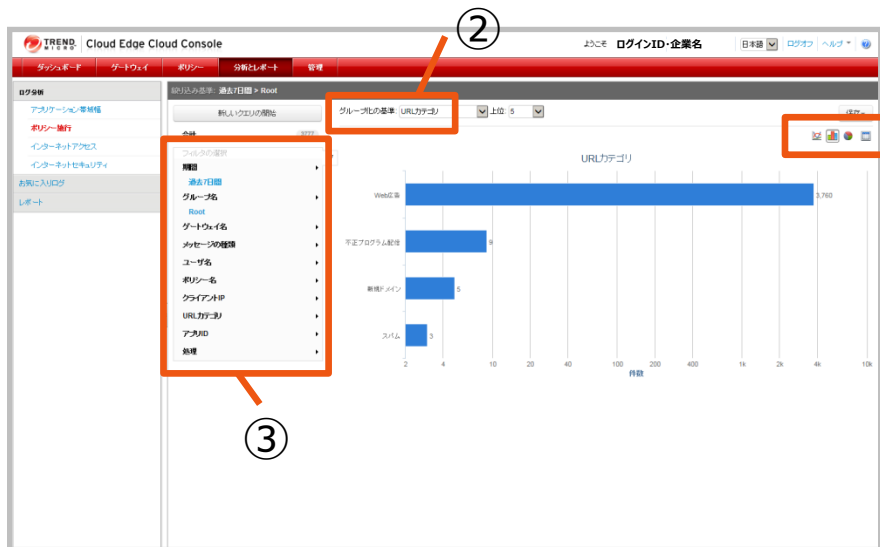 ②
TREND MICRO Cloud Edge Cloud Console
ようこそ ログインID・企業名 日本語 ログオフ ヘルプ
ダッシュボード ゲートウェイ ポリシー 分析とレポート 管理
ログ分析
アプリケーション帯域幅
ポリシー施行
インターネットアクセス
インターネットセキュリティ
お気に入りログ
レポート
絞り込み基準: 過去7日間 > Root
新しいクエリの開始
グループ化の基準: URLカテゴリ 上位: 5
フィルタの選択
期間
過去7日間
グループ名
Root
ゲートウェイ名
メッセージの種類
ユーザ名
ポリシー名
クライアントIP
URLカテゴリ
アプリID
処理
URLカテゴリ
Web広告 3,760
不正プログラム配信 9
新規ドメイン 5
スパム 3
2 4 10 20 40 100 200 400 1k 2k 4k 10k
件数
③